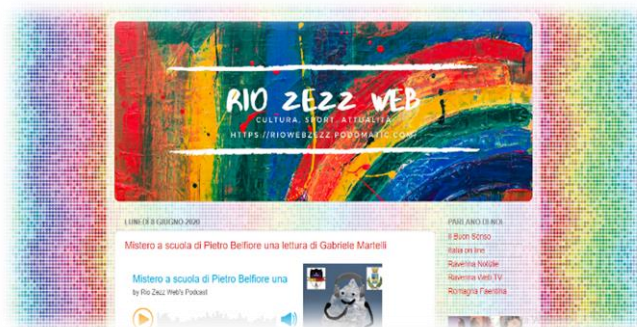 RIO ZEZZ WEB
CULTURA, SPORT, ATTUALITÀ
HTTPS://RIOWEBZEZZ.PODOMATIC.COM/
LUNEDÌ 8 GIUGNO 2020
Mistero a scuola di Pietro Belfiore una lettura di Gabriele Martelli
Mistero a scuola di Pietro Belfiore una
by Rio Zezz Web's Podcast
PARLANO DI NOI
Il Buon Senso
Italia on line
Ravenna Notizie
Ravenna Web TV
Romagna Faentina